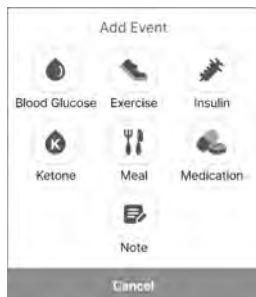 Add Event
Blood Glucose Exercise Insulin
K
Ketone Meal Medication
Note
Cancel